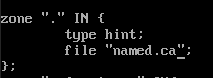 zone "." IN {
        type hint;
        file "named.ca";
};